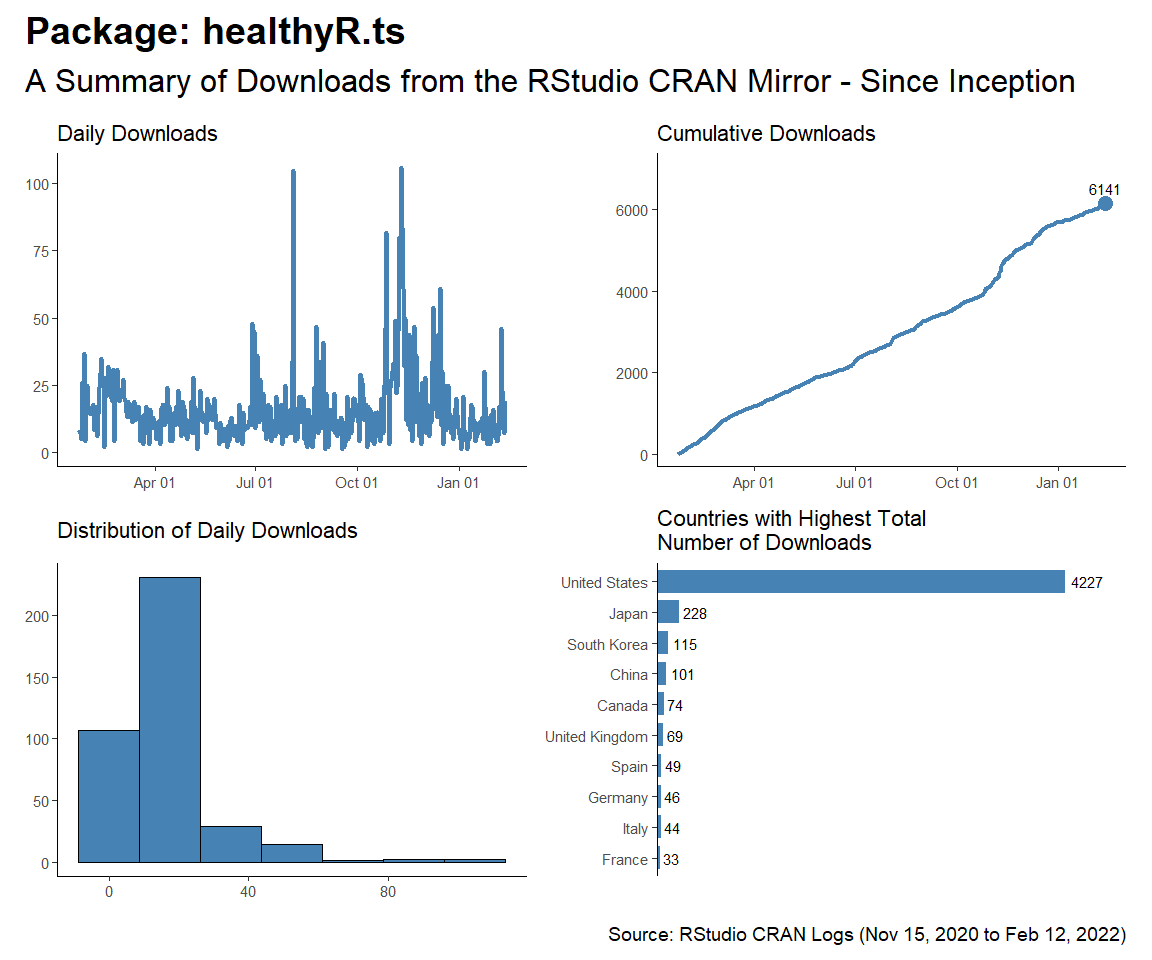 Package: healthyR.ts
A Summary of Downloads from the RStudio CRAN Mirror - Since Inception
Daily Downloads
100
75
50
25
0
Apr 01
Jul 01
Oct 01
Jan 01
Cumulative Downloads
6141
6000
4000
2000
0
Apr 01
Jul 01
Oct 01
Jan 01
Distribution of Daily Downloads
200
150
100
50
0
0
40
80
Countries with Highest Total
Number of Downloads
United States 4227
Japan 228
South Korea 115
China 101
Canada 74
United Kingdom 69
Spain 49
Germany 46
Italy 44
France 33
Source: RStudio CRAN Logs (Nov 15, 2020 to Feb 12, 2022)